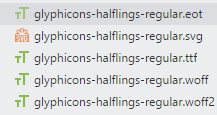 glyphicons-halflings-regular.eot
glyphicons-halflings-regular.svg
glyphicons-halflings-regular.ttf
glyphicons-halflings-regular.woff
glyphicons-halflings-regular.woff2